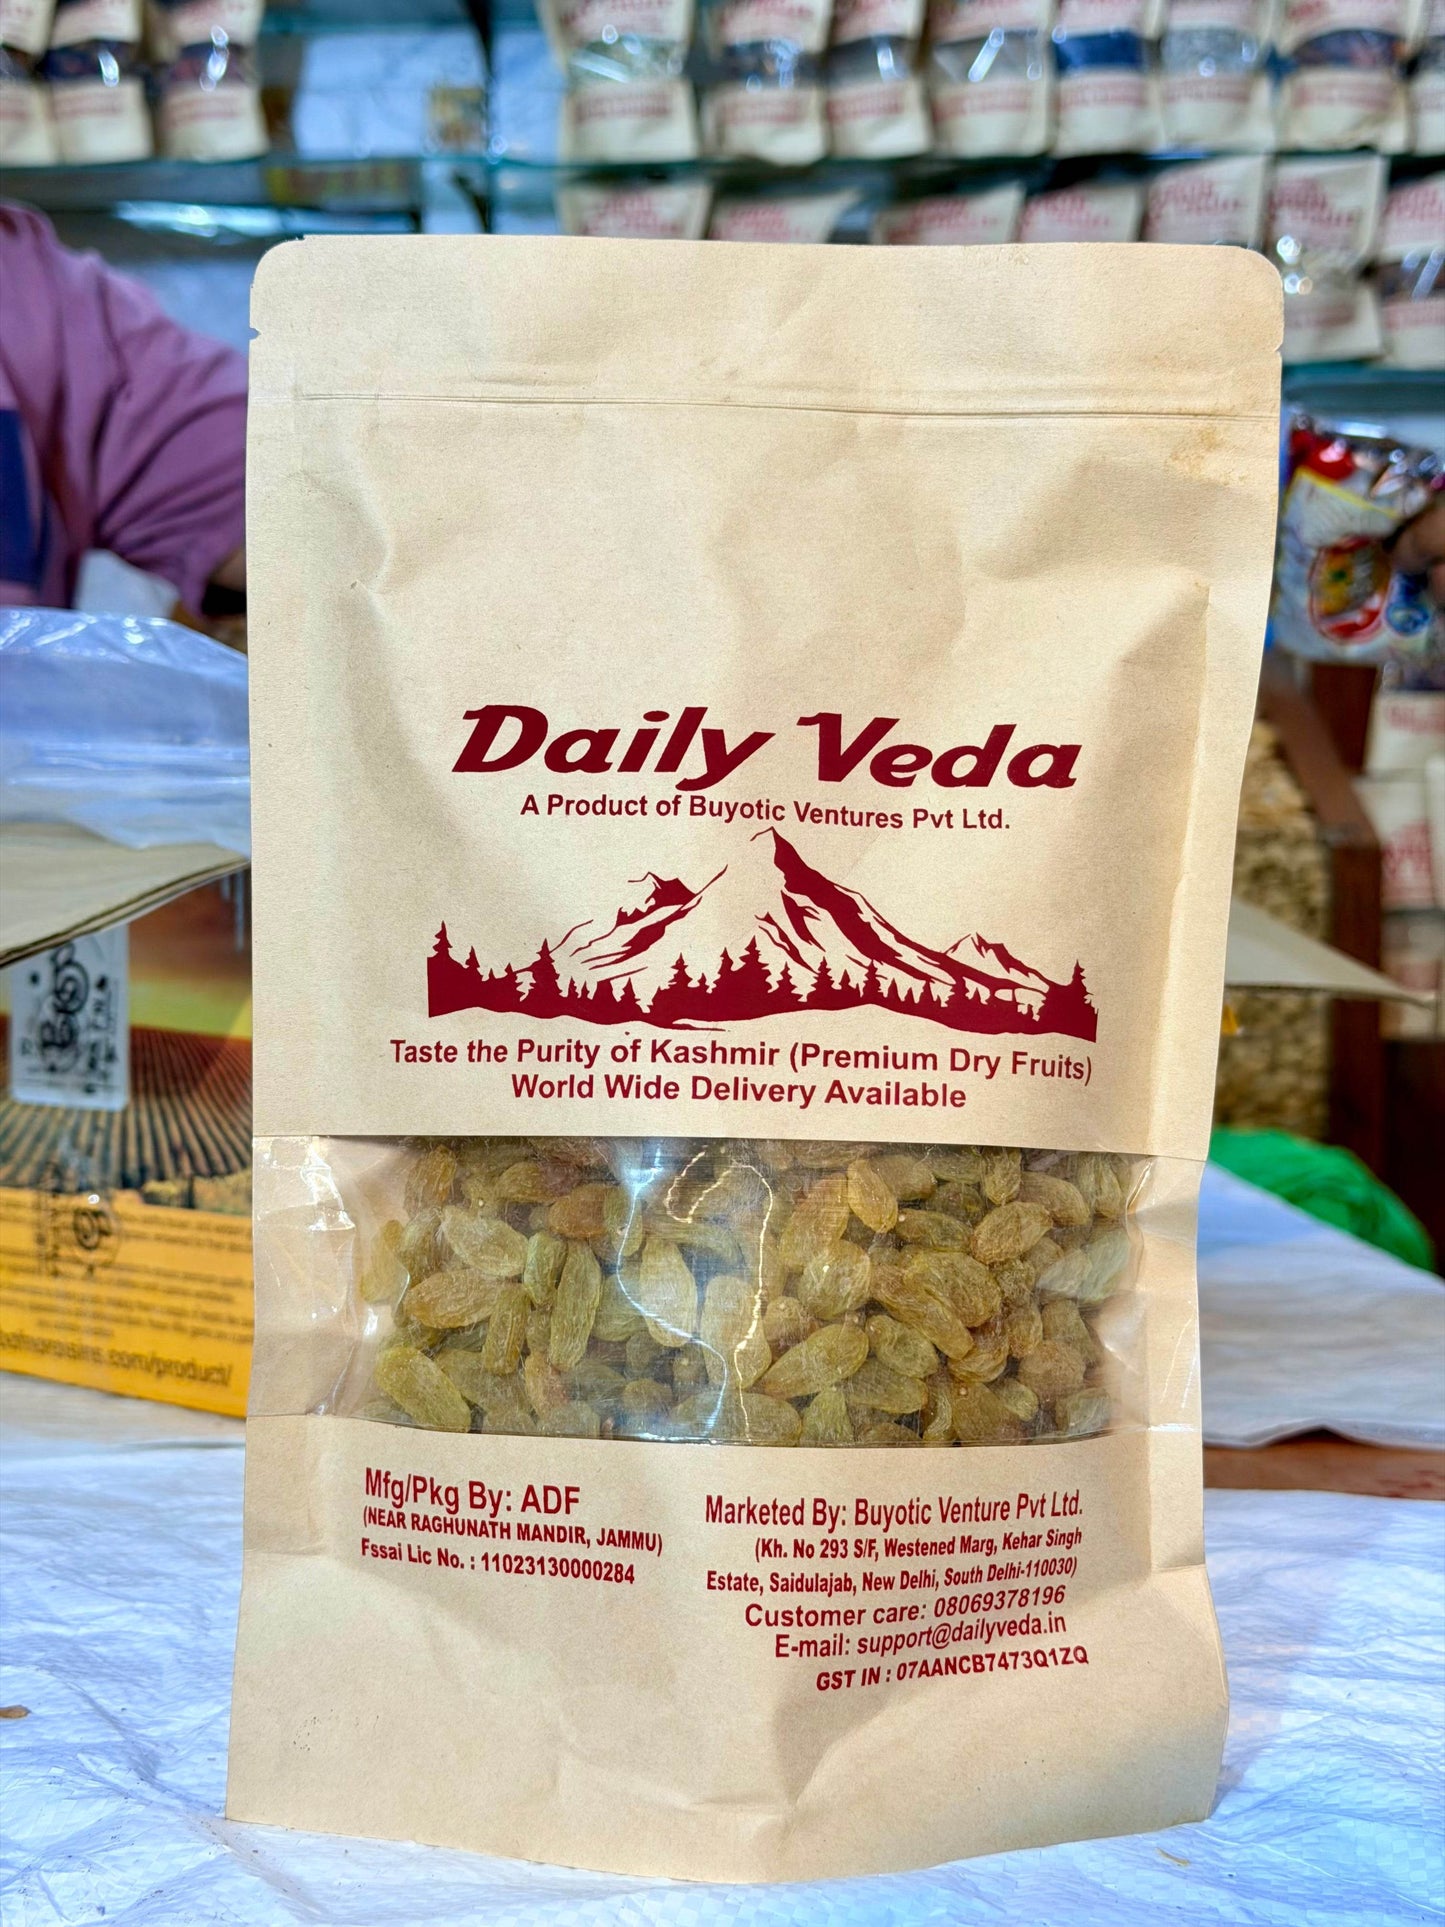 Daily Veda
A Product of Buyotic Ventures Pvt Ltd.
Taste the Purity of Kashmir (Premium Dry Fruits)
World Wide Delivery Available
Mfg/Pkg By: ADF
(NEAR RAGHUNATH MANDIR, JAMMU)
Fssai Lic No. : 11023130000284
Marketed By: Buyotic Venture Pvt Ltd.
(Kh. No 293 S/F, Westened Marg, Kehar Singh
Estate, Saidulajab, New Delhi, South Delhi-110030)
Customer care: 08069378196
E-mail: support@dailyveda.in
GST IN : 07AANCB7473Q1ZQ